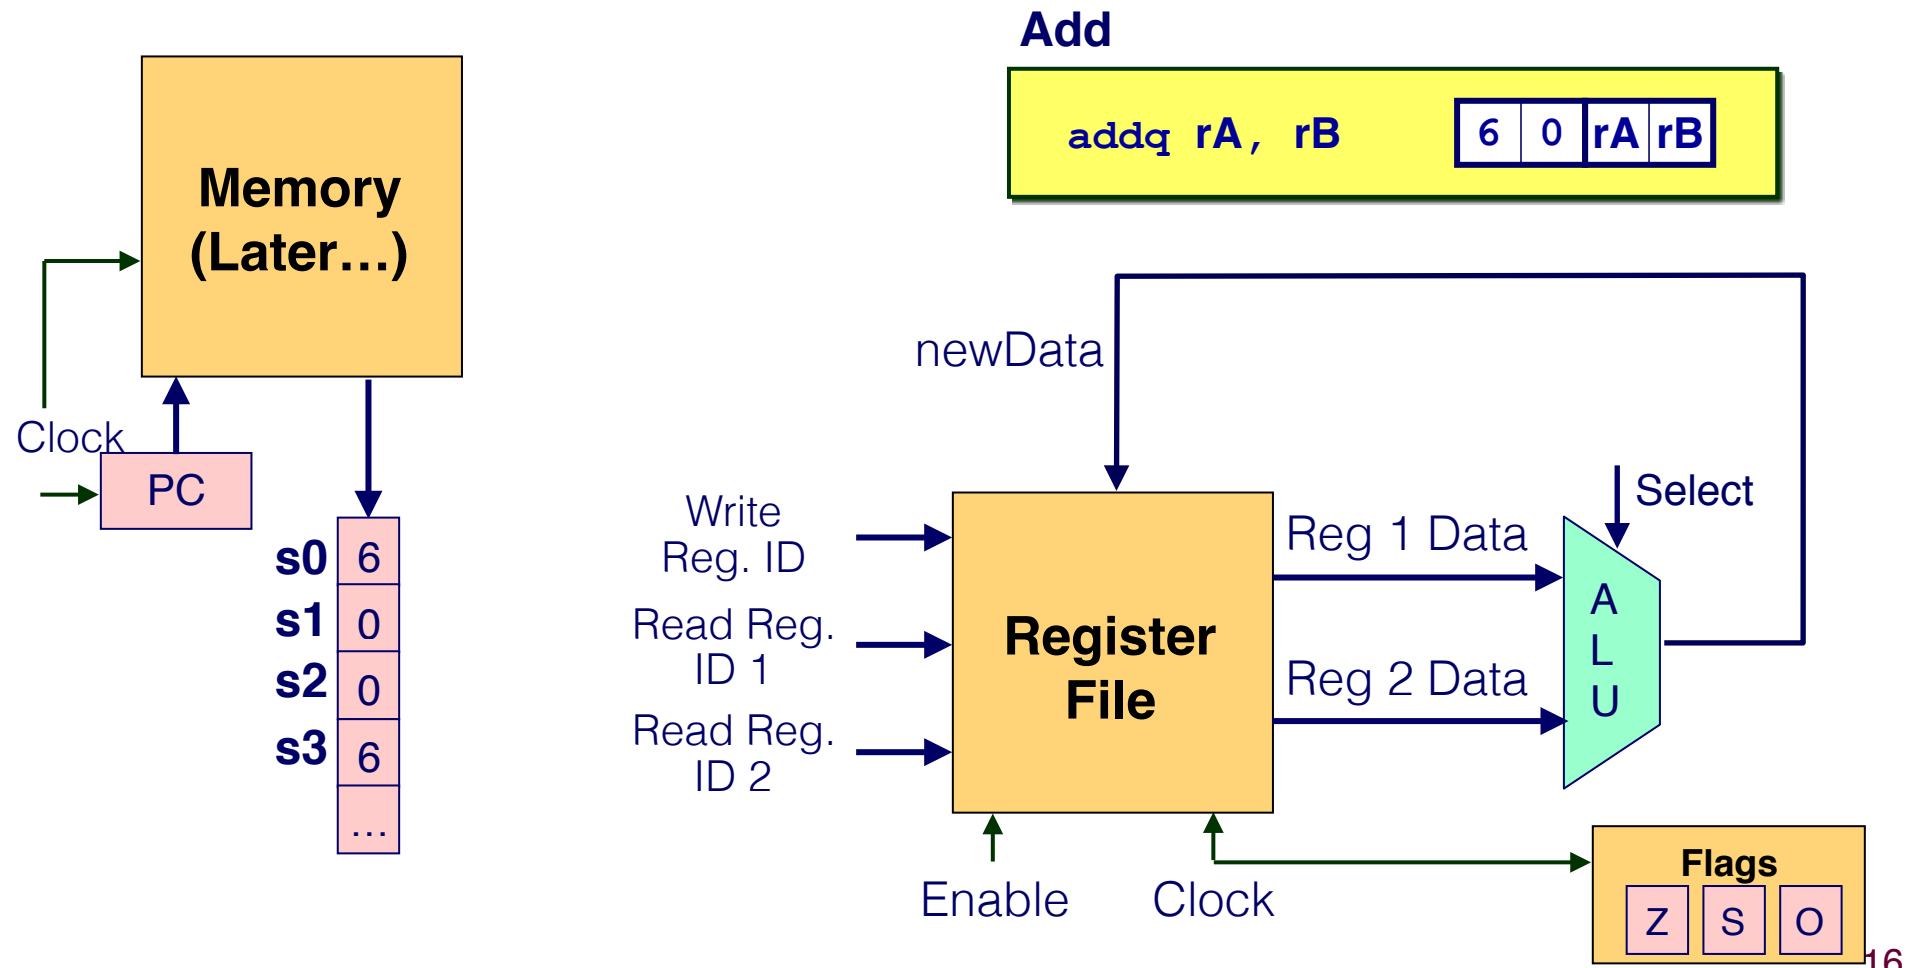 Add
addq rA, rB
6 0 rA rB
Memory
(Later…)
Clock
PC
s0 6
s1 0
s2 0
s3 6
…
newData
Write
Reg. ID
Read Reg.
ID 1
Read Reg.
ID 2
Register
File
Enable
Clock
Reg 1 Data
Reg 2 Data
Select
A
L
U
Flags
Z S O
16